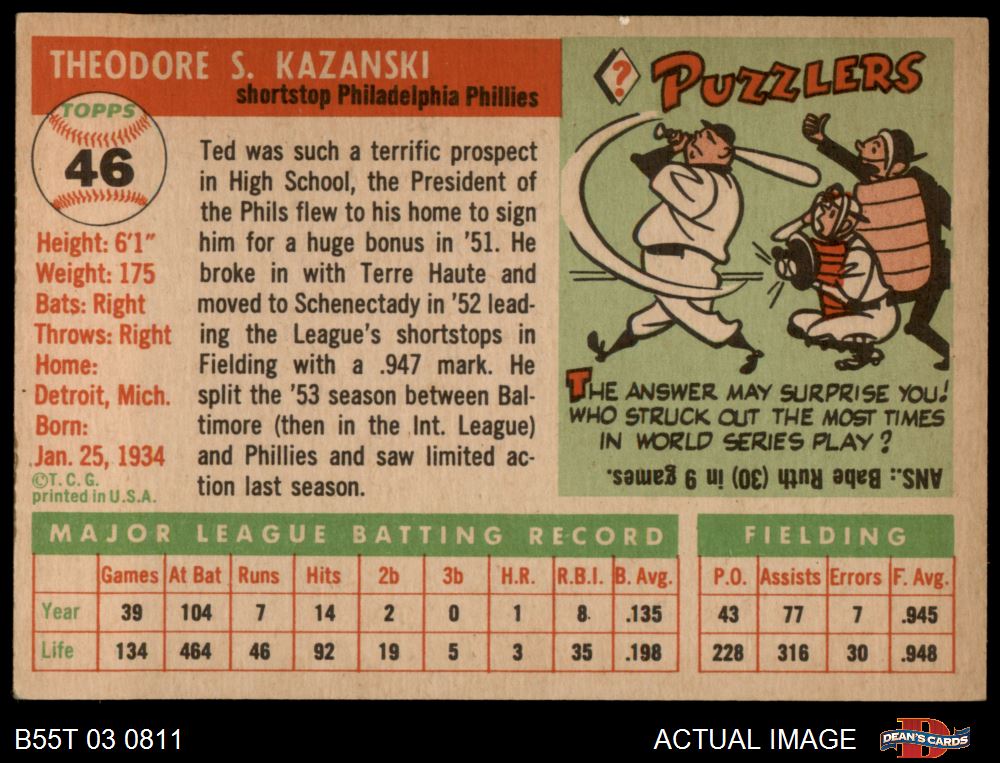 THEODORE S. KAZANSKI
shortstop Philadelphia Phillies
TOPPS
46
Height: 6'1"
Weight: 175
Bats: Right
Throws: Right
Home:
Detroit, Mich.
Born:
Jan. 25, 1934
©T. C. G.
printed in U.S.A.
Ted was such a terrific prospect
in High School, the President of
the Phils flew to his home to sign
him for a huge bonus in '51. He
broke in with Terre Haute and
moved to Schenectady in '52 lead-
ing the League's shortstops in
Fielding with a .947 mark. He
split the '53 season between Bal-
timore (then in the Int. League)
and Phillies and saw limited ac-
tion last season.
? PUZZLERS
THE ANSWER MAY SURPRISE YOU!
WHO STRUCK OUT THE MOST TIMES
IN WORLD SERIES PLAY?
ANS.: Babe Ruth (30) in 9 games.
MAJOR LEAGUE BATTING RECORD
Games At Bat Runs Hits 2b 3b H.R. R.B.I. B. Avg.
Year 39 104 7 14 2 0 1 8 .135
Life 134 464 46 92 19 5 3 35 .198
FIELDING
P.O. Assists Errors F. Avg.
43 77 7 .945
228 316 30 .948
B55T 03 0811
ACTUAL IMAGE
D
DEAN'S CARDS